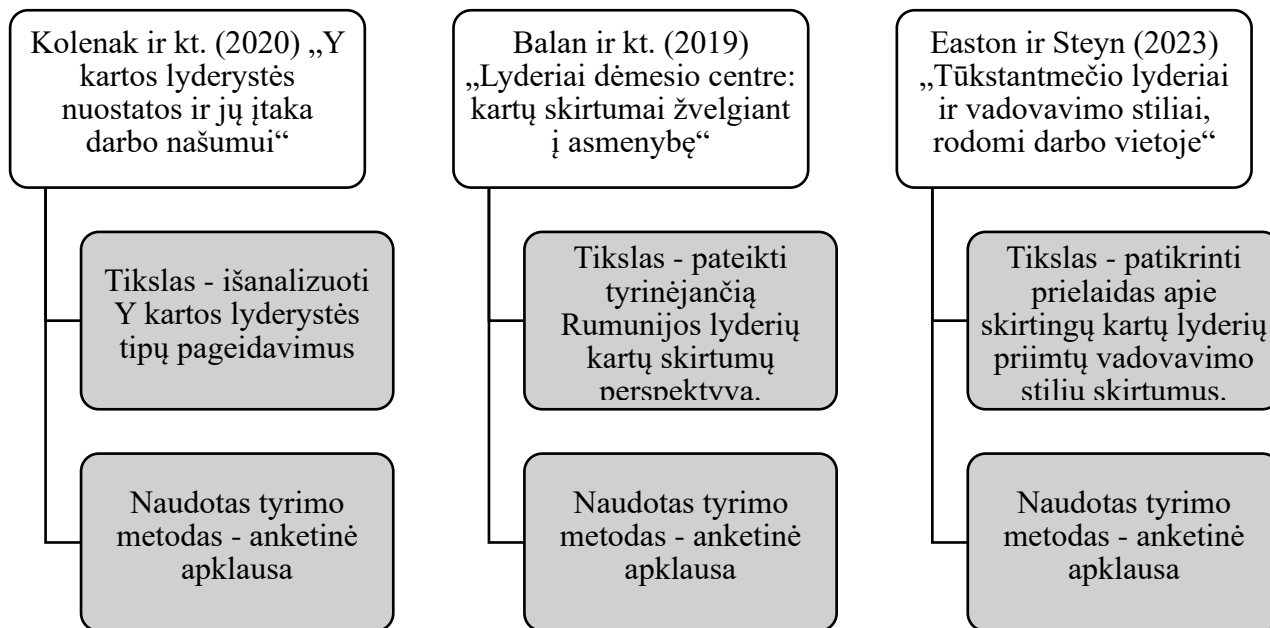 Kolenak ir kt. (2020) „Y
kartos lyderystės
nuostatos ir jų įtaka
darbo našumui“
Tikslas - išanalizuoti
Y kartos lyderystės
tipų pageidavimus
Naudotas tyrimo
metodas - anketinė
apklausa
Balan ir kt. (2019)
„Lyderiai dėmesio centre:
kartų skirtumai žvelgiant
į asmenybę“
Tikslas - pateikti
tyrinėjančią
Rumunijos lyderių
kartų skirtumų
perspektyvą.
Naudotas tyrimo
metodas - anketinė
apklausa
Easton ir Steyn (2023)
„Tūkstantmečio lyderiai
ir vadovavimo stiliai,
rodomi darbo vietoje“
Tikslas - patikrinti
prielaidas apie
skirtingų kartų lyderių
priimtų vadovavimo
stilių skirtumus.
Naudotas tyrimo
metodas - anketinė
apklausa